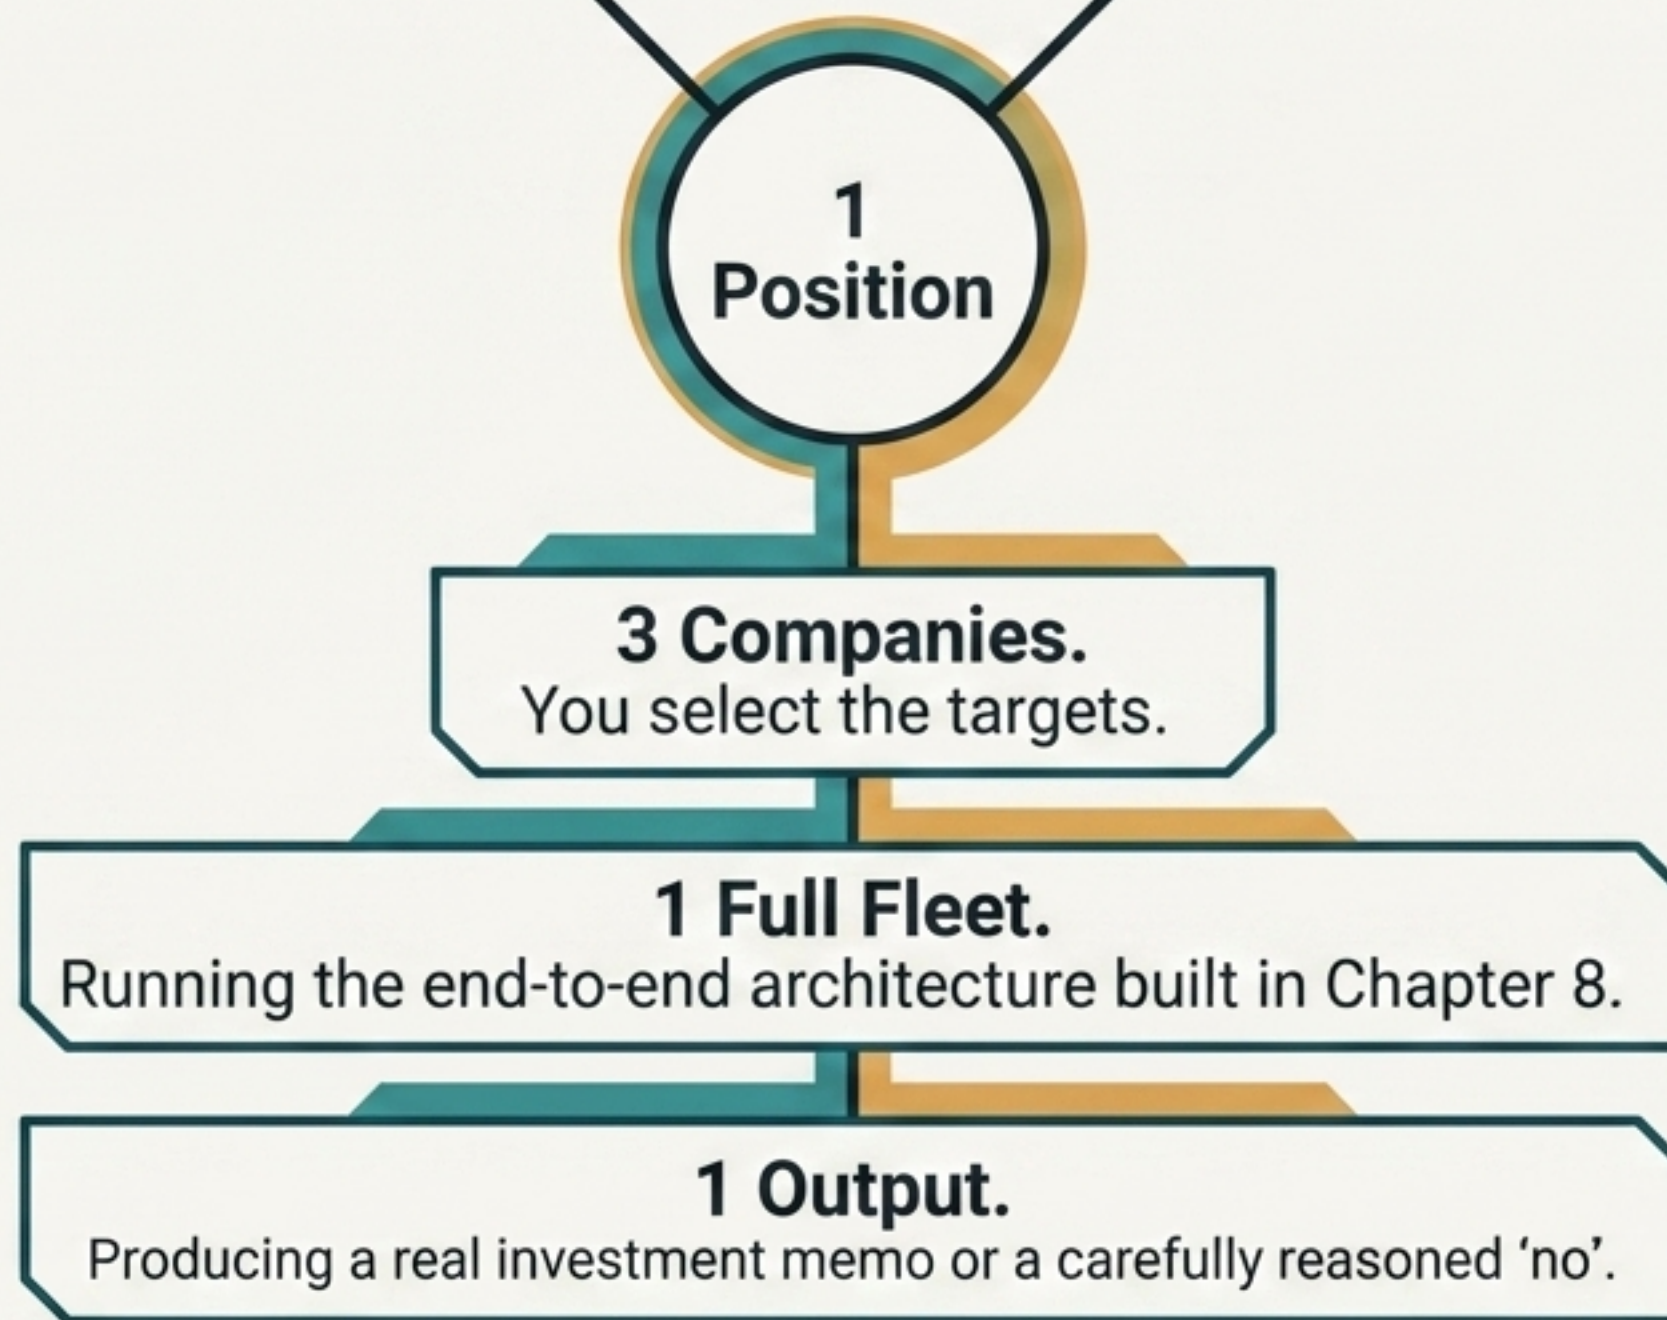 1
Position
3 Companies.
You select the targets.
1 Full Fleet.
Running the end-to-end architecture built in Chapter 8.
1 Output.
Producing a real investment memo or a carefully reasoned ‘no’.